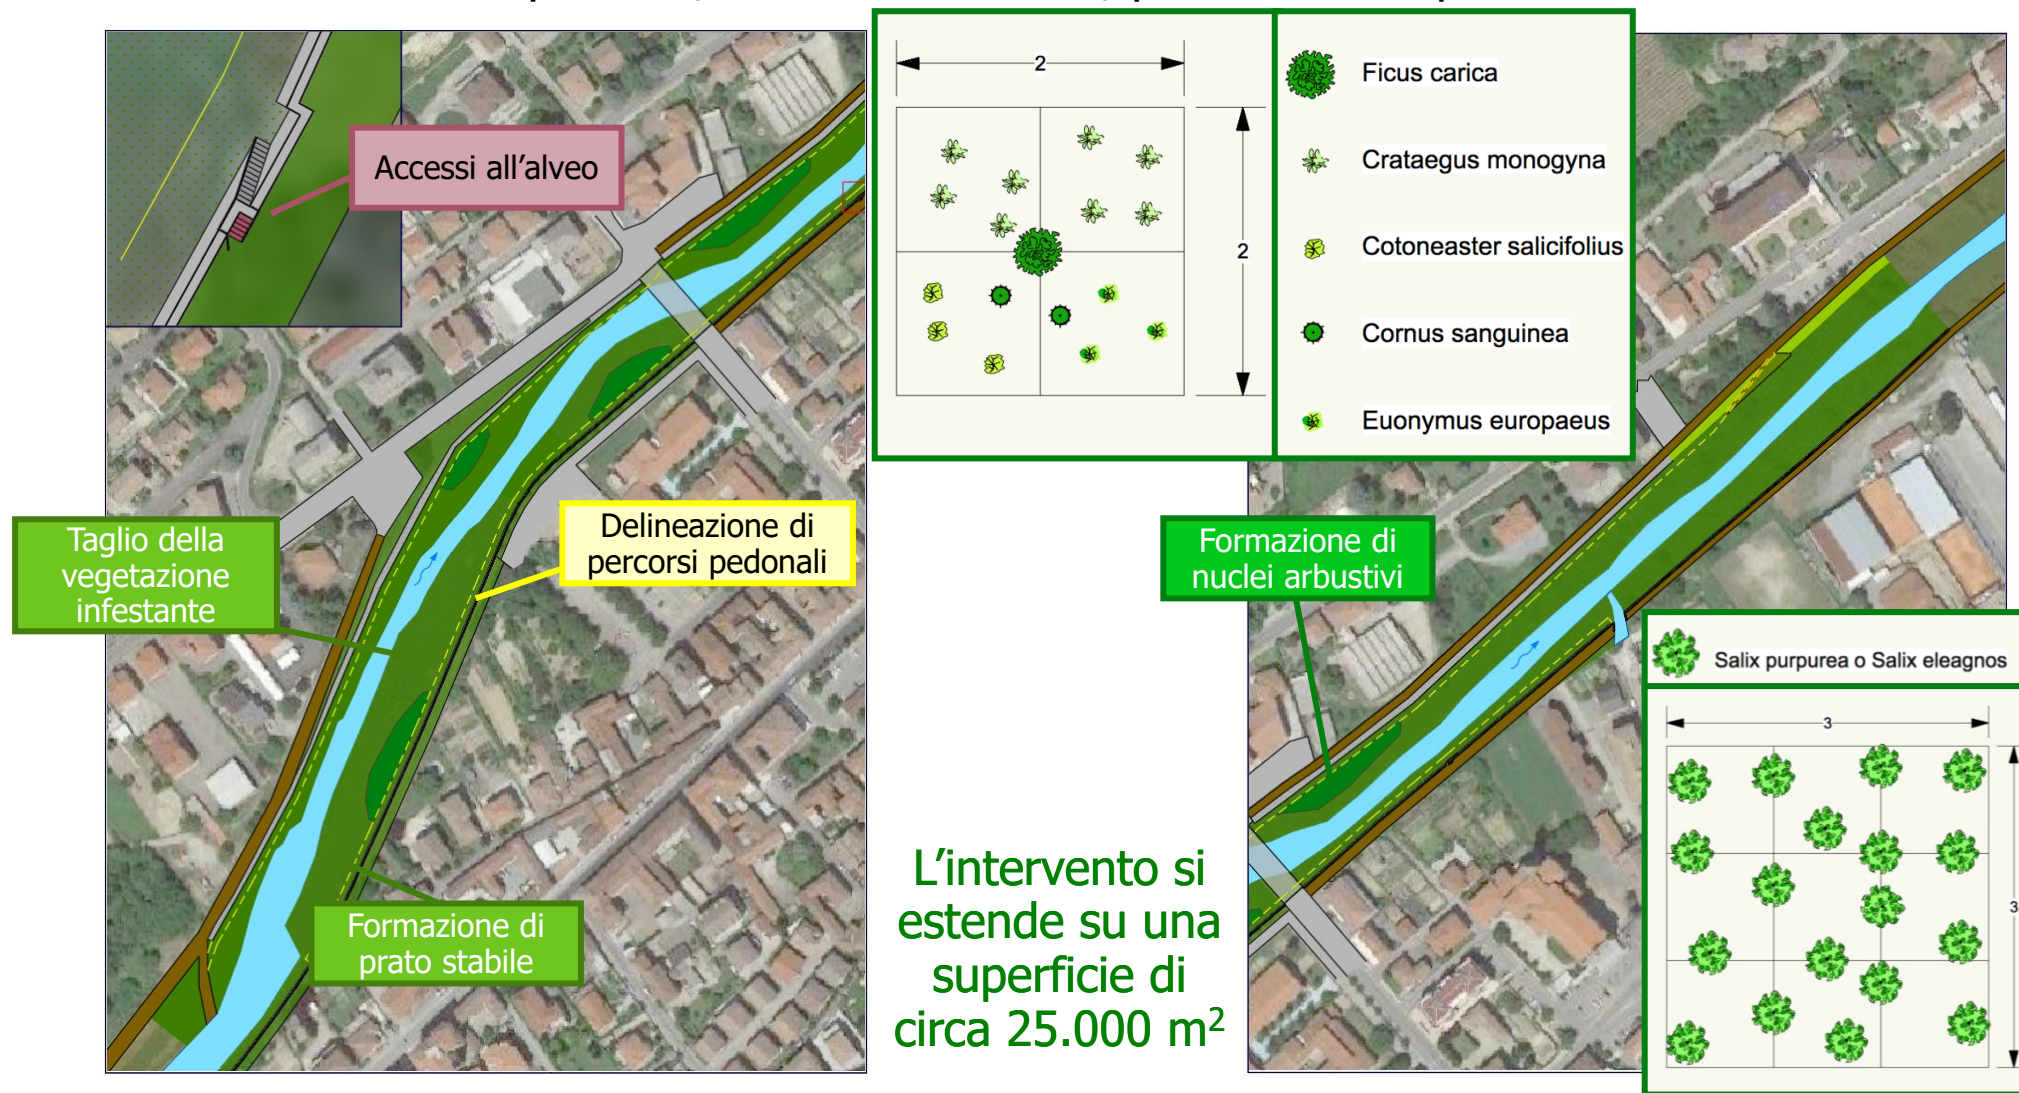 Accessi all’alveo
2
2
Ficus carica
Crataegus monogyna
Cotoneaster salicifolius
Cornus sanguinea
Euonymus europaeus
Taglio della
vegetazione
infestante
Delineazione di
percorsi pedonali
Formazione di
nuclei arbustivi
Salix purpurea o Salix eleagnos
3
3
Formazione di
prato stabile
L’intervento si
estende su una
superficie di
circa 25.000 m²